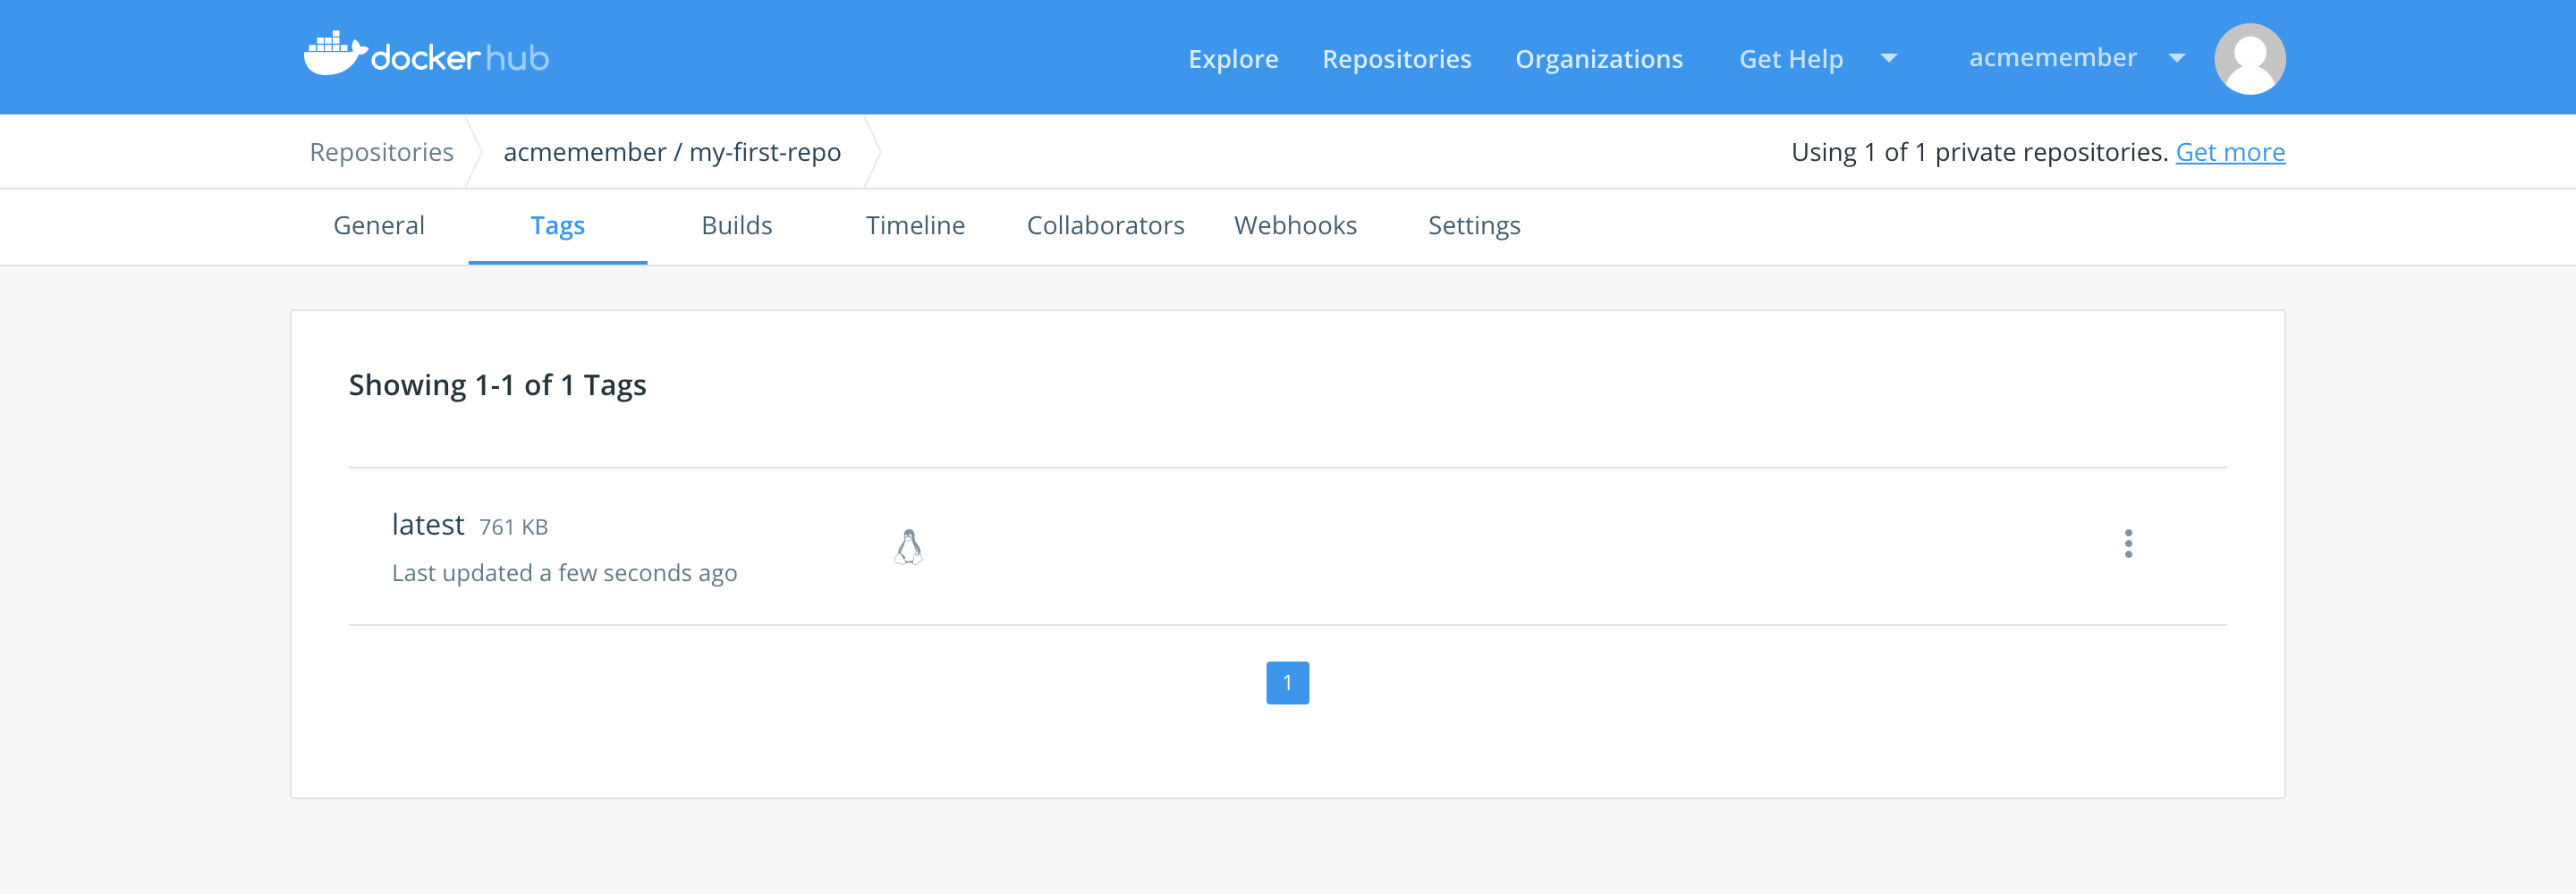 docker hub
Explore Repositories Organizations Get Help acmemember
Repositories acmemember / my-first-repo Using 1 of 1 private repositories. Get more
General Tags Builds Timeline Collaborators Webhooks Settings
Showing 1-1 of 1 Tags
latest 761 KB
Last updated a few seconds ago
1